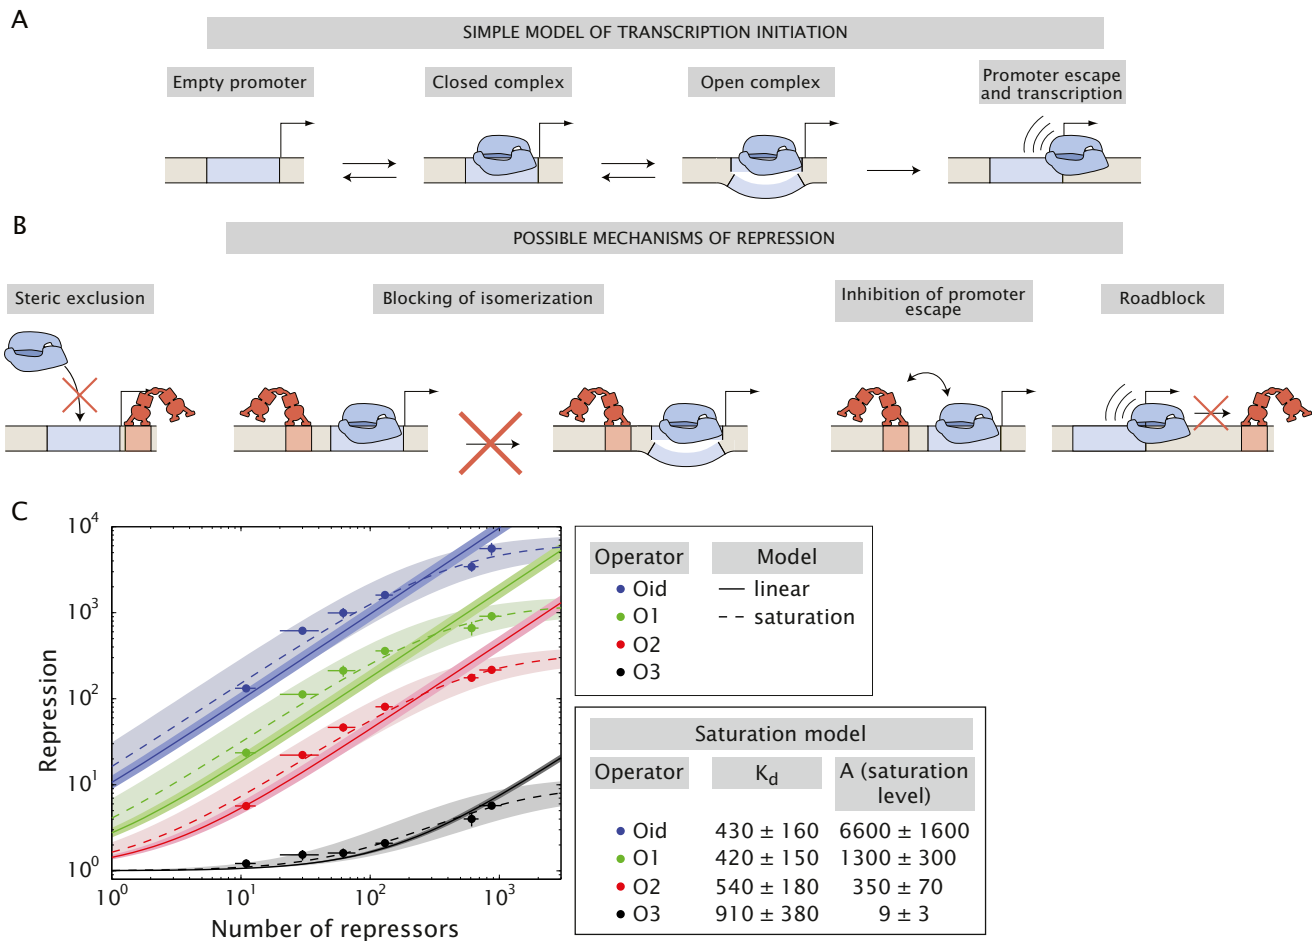 A
SIMPLE MODEL OF TRANSCRIPTION INITIATION
Empty promoter
Closed complex
Open complex
Promoter escape
and transcription
B
POSSIBLE MECHANISMS OF REPRESSION
Steric exclusion
Blocking of isomerization
Inhibition of promoter
escape
Roadblock
C
Repression
10^4
10^3
10^2
10^1
10^0
10^0
10^1
10^2
10^3
Number of repressors
Operator Model
Oid linear
O1 saturation
O2
O3
Saturation model
Operator K_d A (saturation
level)
Oid 430 ± 160 6600 ± 1600
O1 420 ± 150 1300 ± 300
O2 540 ± 180 350 ± 70
O3 910 ± 380 9 ± 3